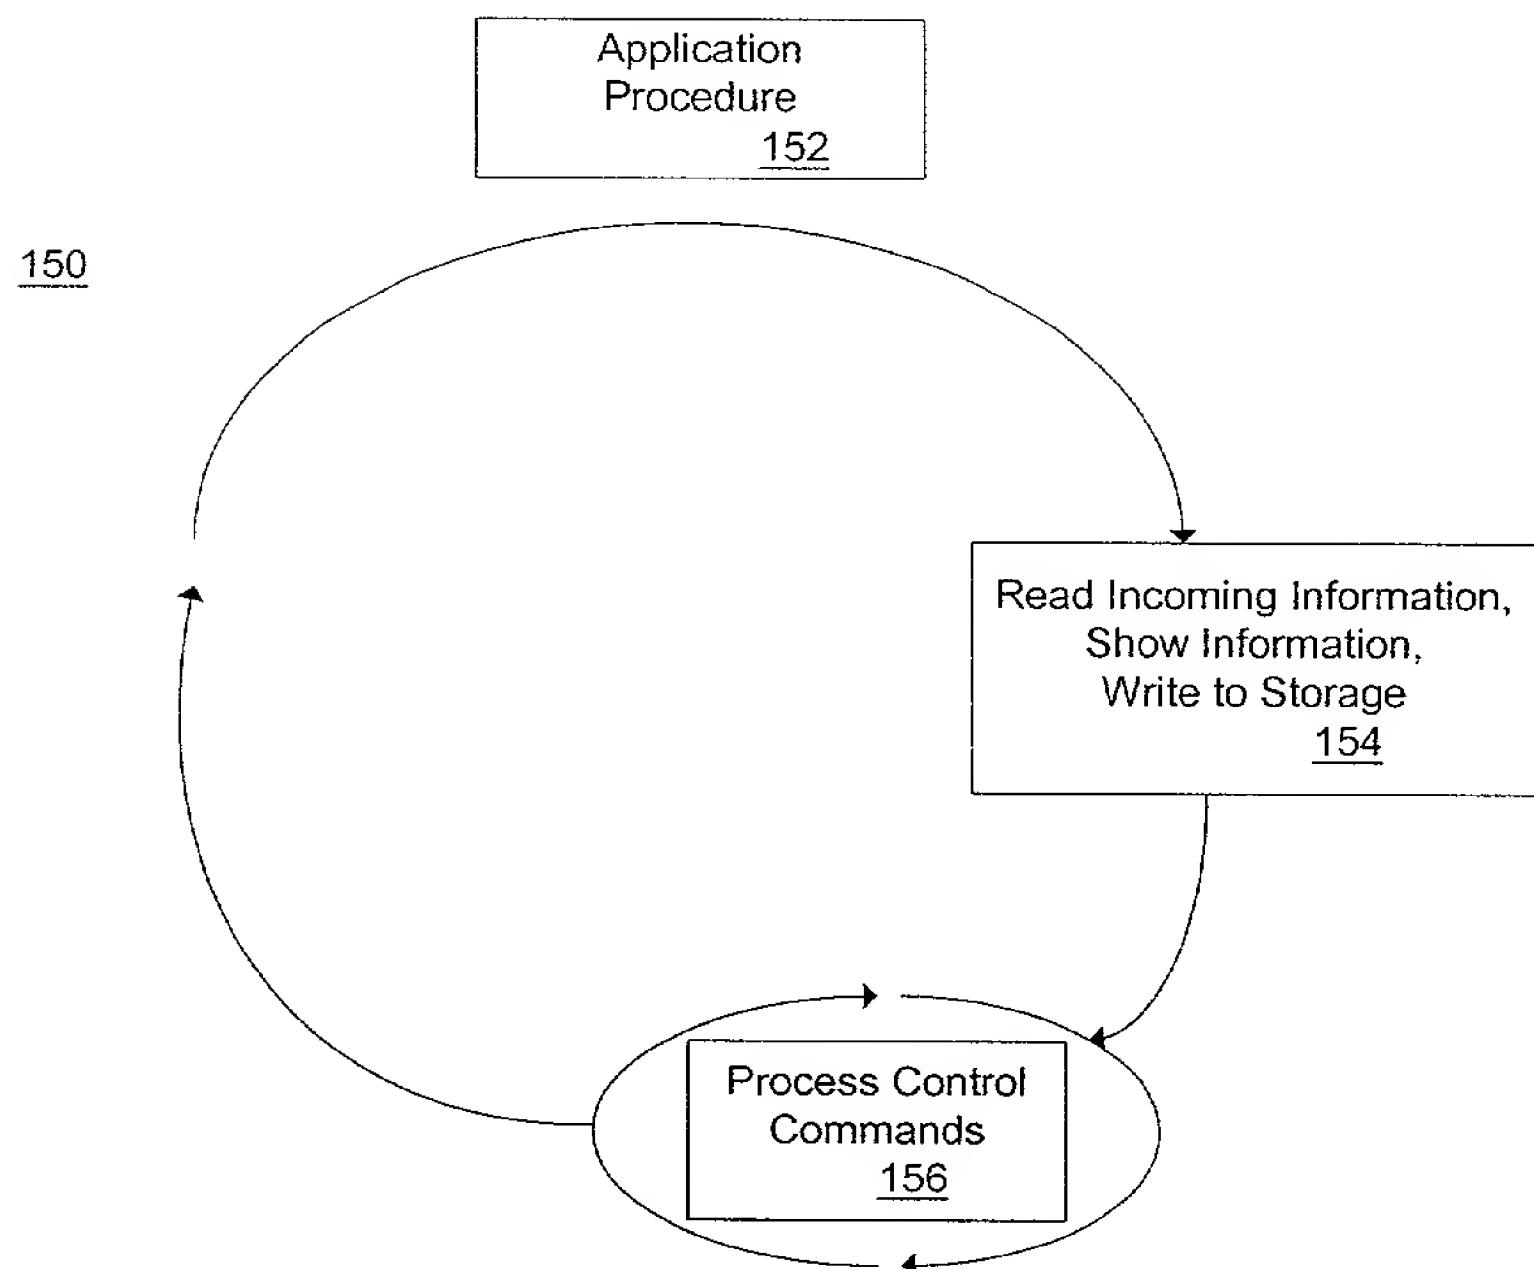 Application
Procedure
152
150
Read Incoming Information,
Show Information,
Write to Storage
154
Process Control
Commands
156